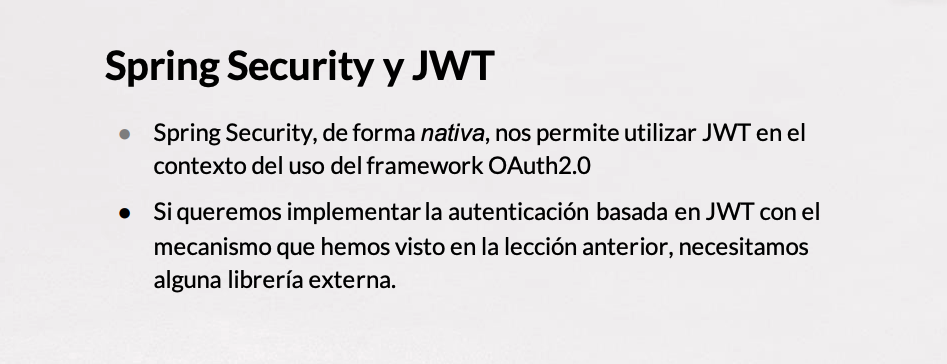 Spring Security y JWT
● Spring Security, de forma nativa, nos permite utilizar JWT en el
contexto del uso del framework OAuth2.0
● Si queremos implementar la autenticación basada en JWT con el
mecanismo que hemos visto en la lección anterior, necesitamos
alguna librería externa.